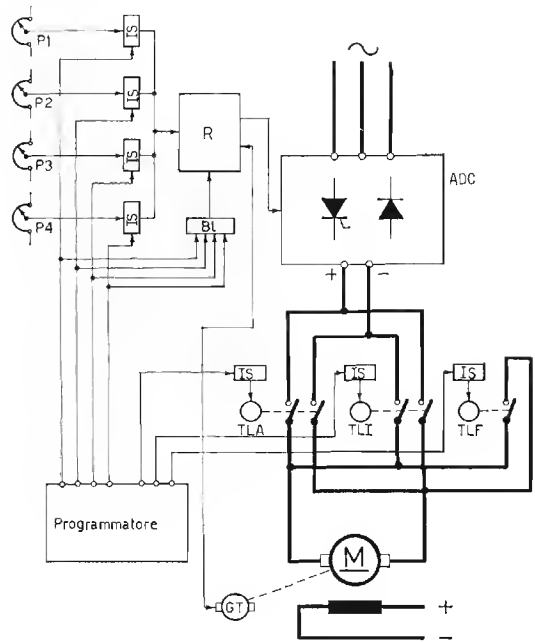 P1
IS
P2
IS
P3
IS
P4
IS
R
BL
ADC
+
-
IS
TLA
IS
TLI
IS
TLF
Programmatore
M
GT
+
-